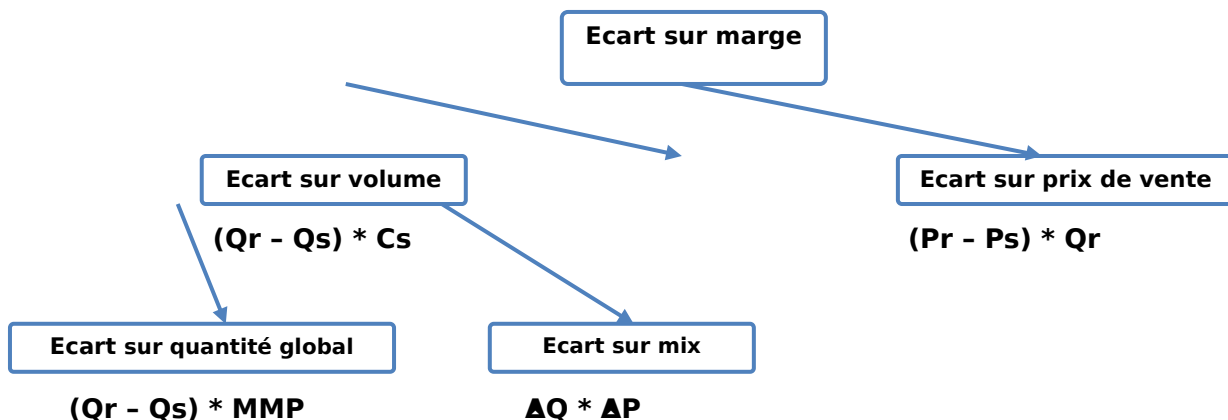 Ecart sur marge
Ecart sur volume
Ecart sur prix de vente
(Qr – Qs) * Cs
(Pr – Ps) * Qr
Ecart sur quantité global
Ecart sur mix
(Qr – Qs) * MMP
ΔQ * ΔP